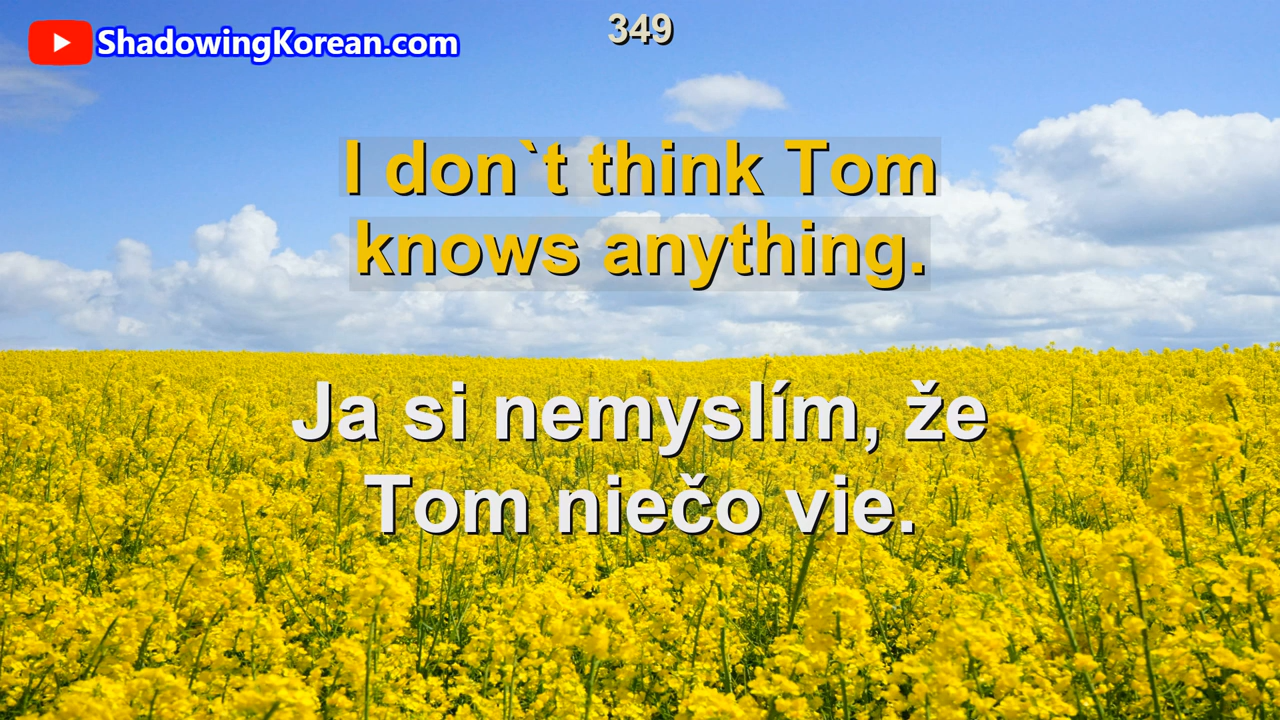 ShadowingKorean.com
349
I don`t think Tom
knows anything.
Ja si nemyslím, že
Tom niečo vie.